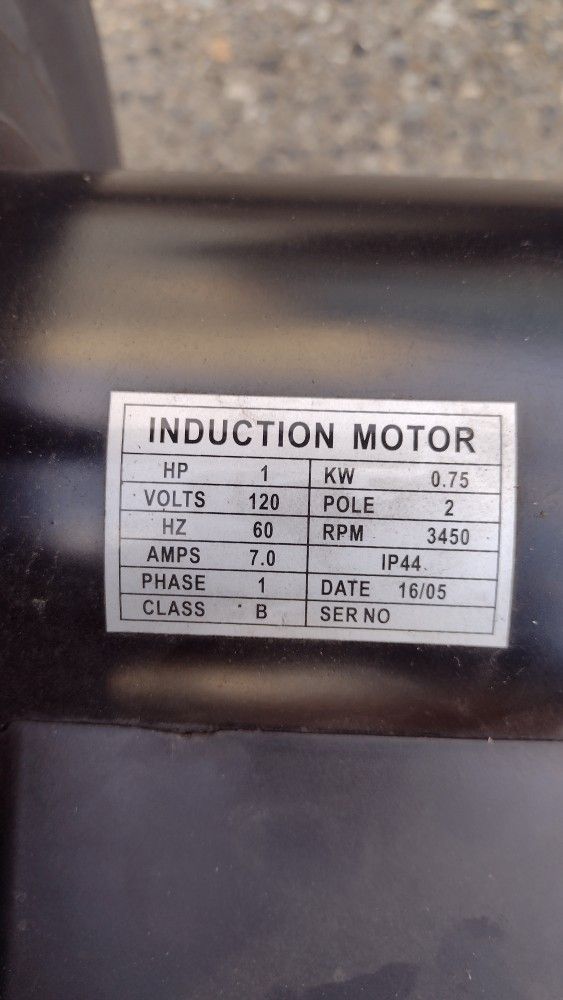 INDUCTION MOTOR
HP 1 KW 0.75
VOLTS 120 POLE 2
HZ 60 RPM 3450
AMPS 7.0 IP44
PHASE 1 DATE 16/05
CLASS B SER NO